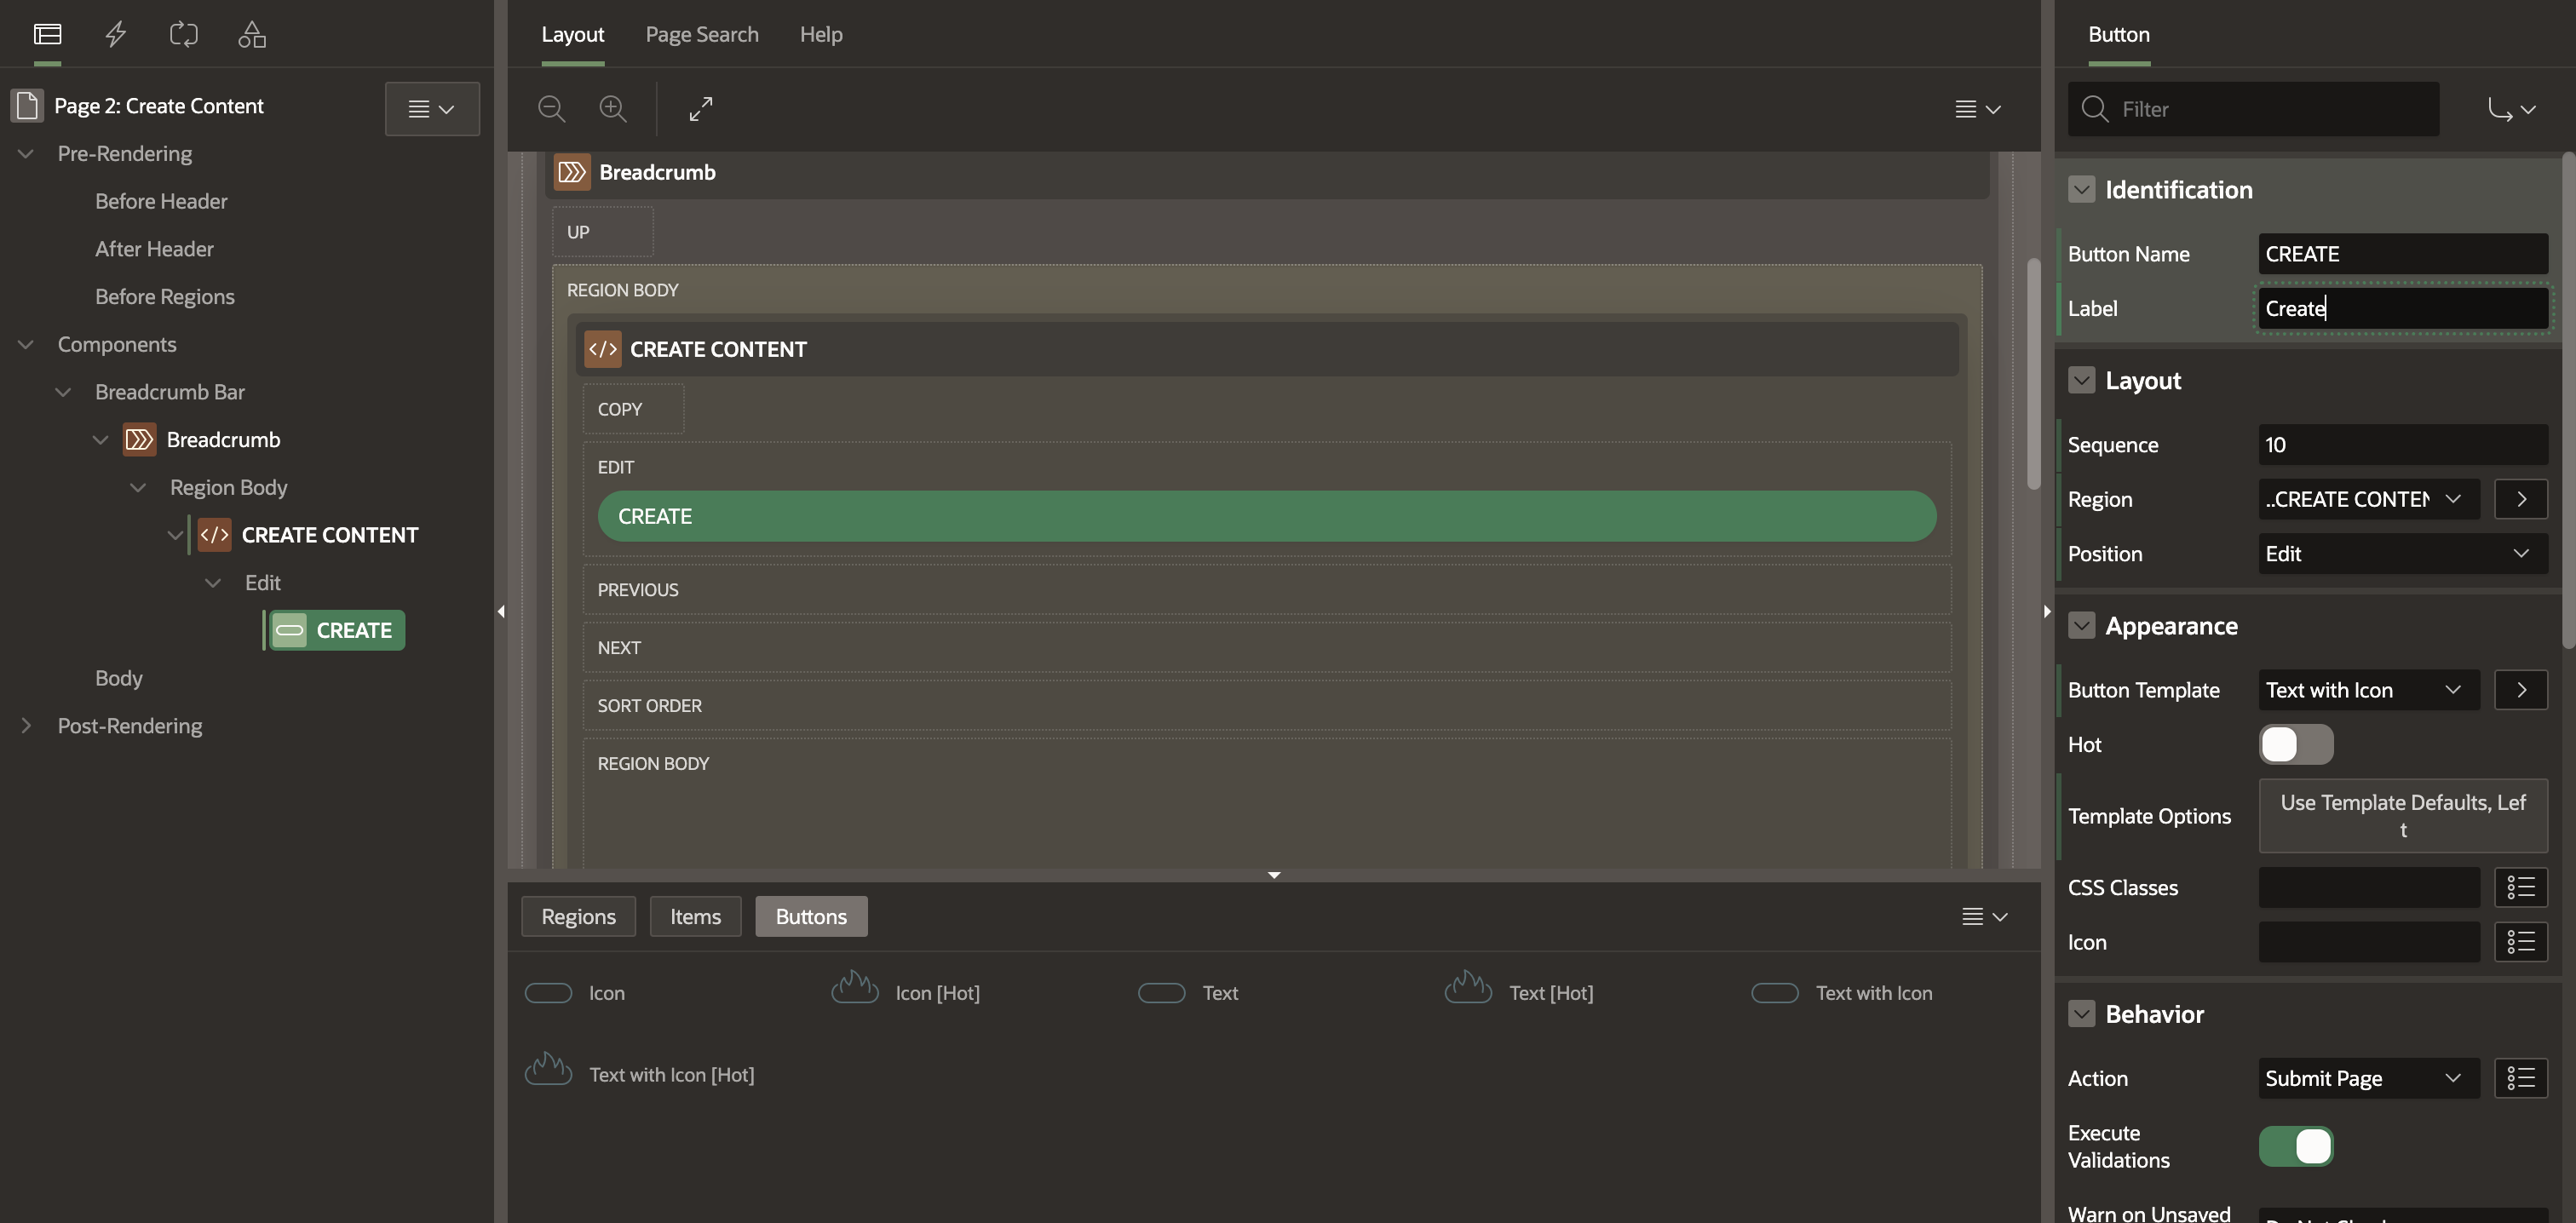 Page 2: Create Content
Pre-Rendering
Before Header
After Header
Before Regions
Components
Breadcrumb Bar
Breadcrumb
Region Body
CREATE CONTENT
Edit
CREATE
Body
Post-Rendering
Layout
Page Search
Help
Breadcrumb
UP
REGION BODY
CREATE CONTENT
COPY
EDIT
CREATE
PREVIOUS
NEXT
SORT ORDER
REGION BODY
Regions
Items
Buttons
Icon
Icon [Hot]
Text
Text [Hot]
Text with Icon
Text with Icon [Hot]
Button
Filter
Identification
Button Name
CREATE
Label
Create
Layout
Sequence
10
Region
..CREATE CONTEN
Position
Edit
Appearance
Button Template
Text with Icon
Hot
Template Options
Use Template Defaults, Lef
t
CSS Classes
Icon
Behavior
Action
Submit Page
Execute
Validations
Warn on Unsaved